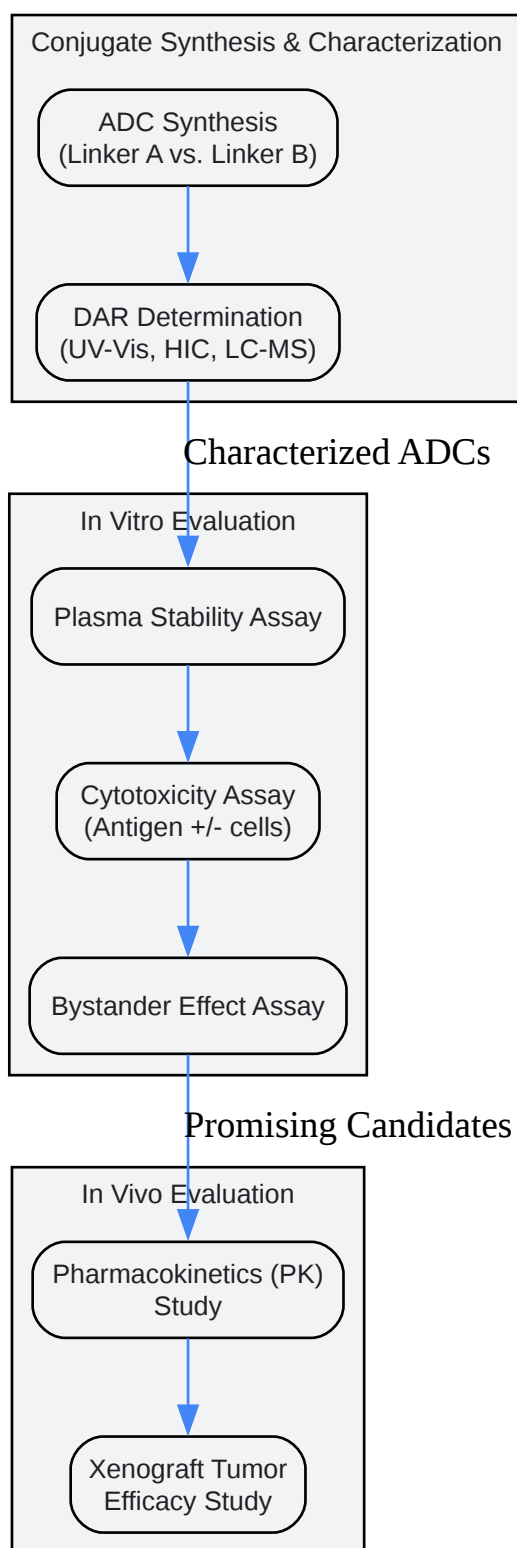 Conjugate Synthesis & Characterization
ADC Synthesis
(Linker A vs. Linker B)
DAR Determination
(UV-Vis, HIC, LC-MS)
Characterized ADCs
In Vitro Evaluation
Plasma Stability Assay
Cytotoxicity Assay
(Antigen +/- cells)
Bystander Effect Assay
Promising Candidates
In Vivo Evaluation
Pharmacokinetics (PK)
Study
Xenograft Tumor
Efficacy Study